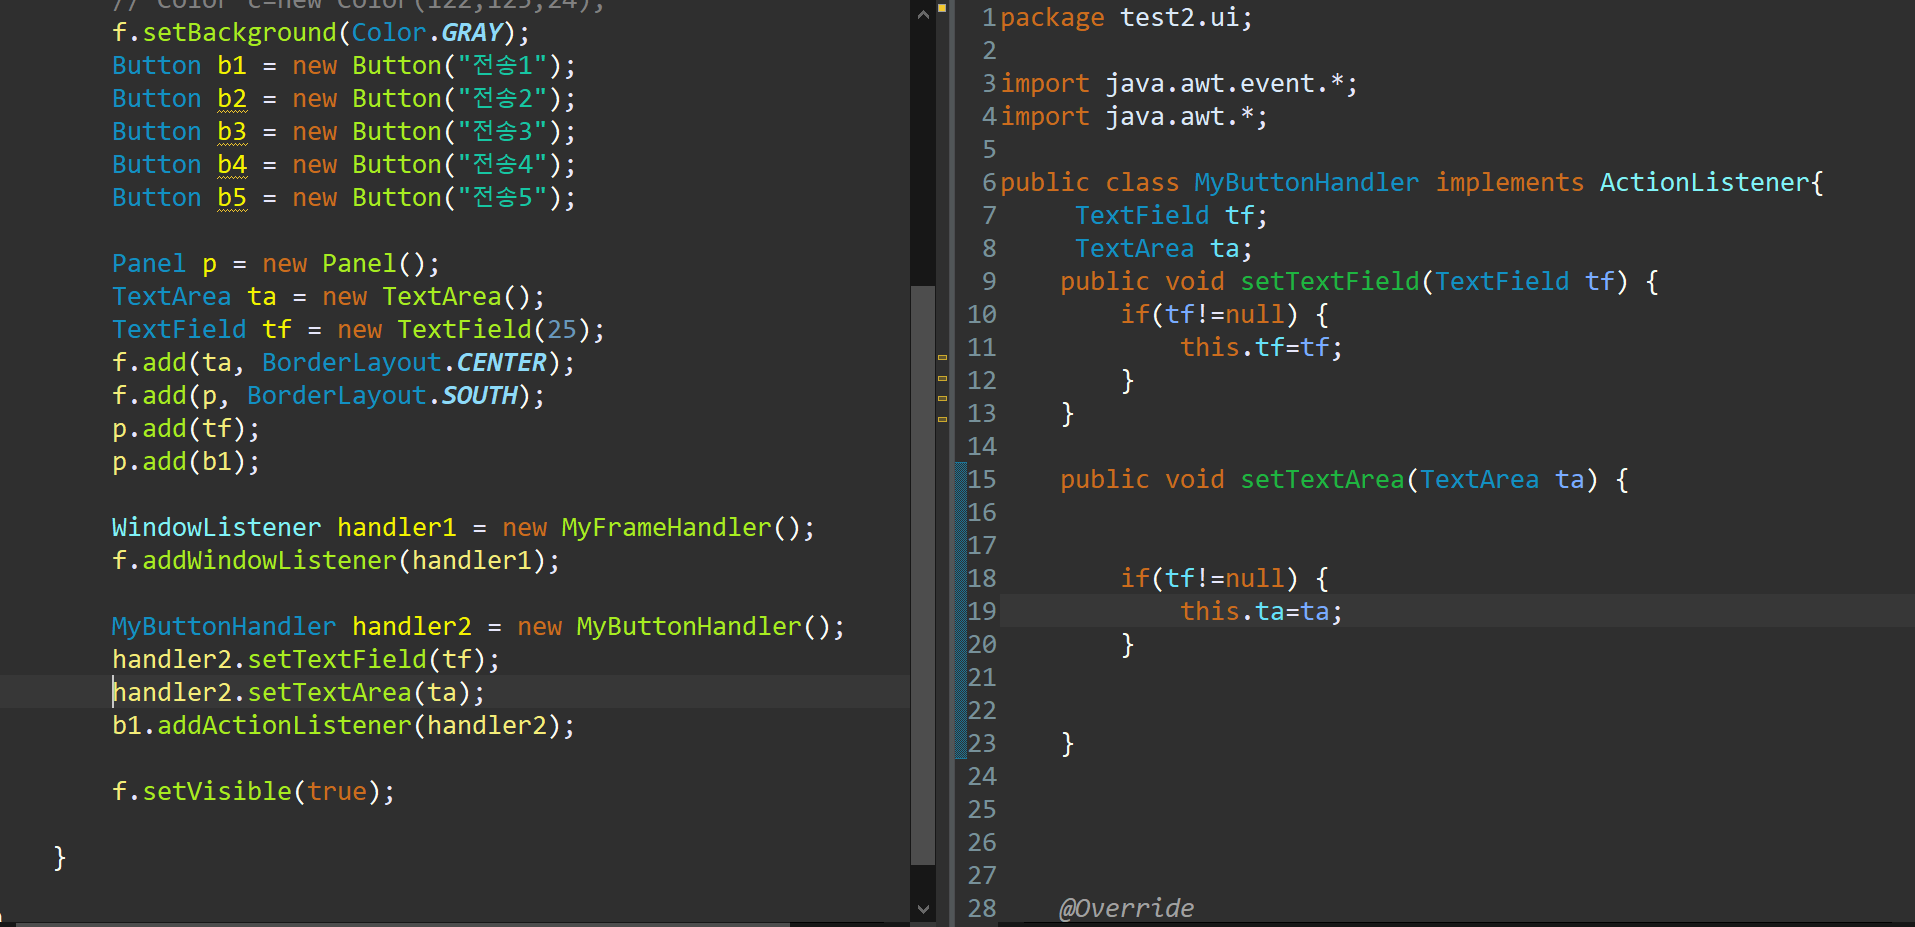 // Color c=new Color(122,125,24);
f.setBackground(Color.GRAY);
Button b1 = new Button("전송1");
Button b2 = new Button("전송2");
Button b3 = new Button("전송3");
Button b4 = new Button("전송4");
Button b5 = new Button("전송5");
Panel p = new Panel();
TextArea ta = new TextArea();
TextField tf = new TextField(25);
f.add(ta, BorderLayout.CENTER);
f.add(p, BorderLayout.SOUTH);
p.add(tf);
p.add(b1);
WindowListener handler1 = new MyFrameHandler();
f.addWindowListener(handler1);
MyButtonHandler handler2 = new MyButtonHandler();
handler2.setTextField(tf);
handler2.setTextArea(ta);
b1.addActionListener(handler2);
f.setVisible(true);
}
1 package test2.ui;
2
3 import java.awt.event.*;
4 import java.awt.*;
5
6 public class MyButtonHandler implements ActionListener{
7 TextField tf;
8 TextArea ta;
9 public void setTextField(TextField tf) {
10 if(tf!=null) {
11 this.tf=tf;
12 }
13 }
14
15 public void setTextArea(TextArea ta) {
16
17
18 if(tf!=null) {
19 this.ta=ta;
20 }
21
22
23 }
24
25
26
27
28 @Override